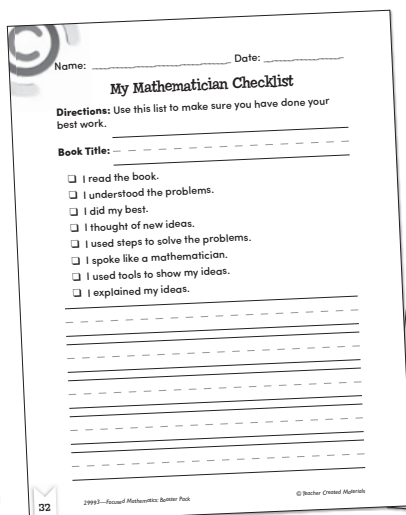 Name: ____________ Date: ____________
My Mathematician Checklist
Directions: Use this list to make sure you have done your
best work.
Book Title:
❏ I read the book.
❏ I understood the problems.
❏ I did my best.
❏ I thought of new ideas.
❏ I used steps to solve the problems.
❏ I spoke like a mathematician.
❏ I used tools to show my ideas.
❏ I explained my ideas.
32 29993—Focused Mathematics: Booster Pack © Teacher Created Materials